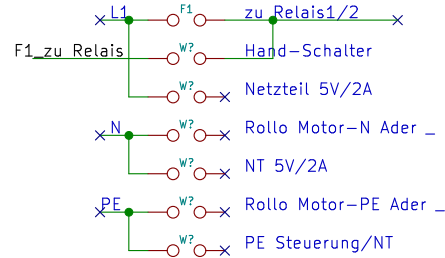 L1 F1 zu Relais1/2
F1_zu Relais W? Hand-Schalter
W? Netzteil 5V/2A
N W? Rollo Motor-N Ader _
W? NT 5V/2A
PE W? Rollo Motor-PE Ader _
W? PE Steuerung/NT